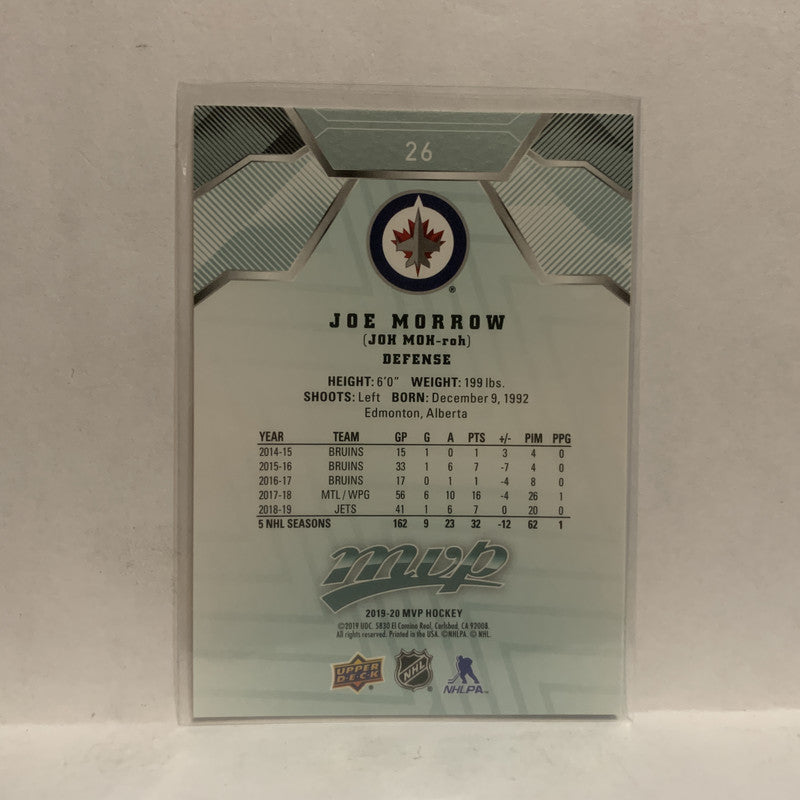 26
®
JOE MORROW
(JOH MOH-roh)
DEFENSE
HEIGHT: 6'0" WEIGHT: 199 lbs.
SHOOTS: Left BORN: December 9, 1992
Edmonton, Alberta
YEAR TEAM GP G A PTS +/- PIM PPG
2014-15 BRUINS 15 1 0 1 3 4 0
2015-16 BRUINS 33 1 6 7 -7 4 0
2016-17 BRUINS 17 0 1 1 -4 8 0
2017-18 MTL / WPG 56 6 10 16 -4 26 1
2018-19 JETS 41 1 6 7 0 20 0
5 NHL SEASONS 162 9 23 32 -12 62 1
mvp
2019-20 MVP HOCKEY
©2019 UDC. 5830 El Camino Real, Carlsbad, CA 92008.
All rights reserved. Printed in the USA. ©NHLPA. © NHL.
UPPER DECK® NHL® NHLPA™